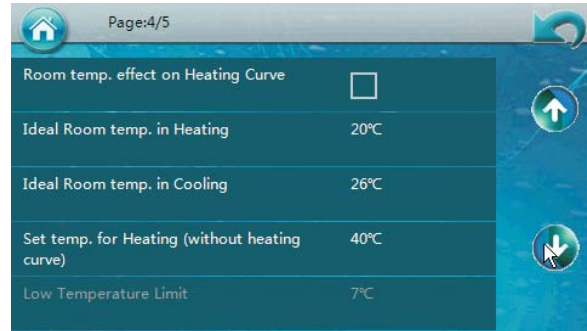 Page:4/5
Room temp. effect on Heating Curve
Ideal Room temp. in Heating 20℃
Ideal Room temp. in Cooling 26℃
Set temp. for Heating (without heating 40℃
curve)
Low Temperature Limit 7℃